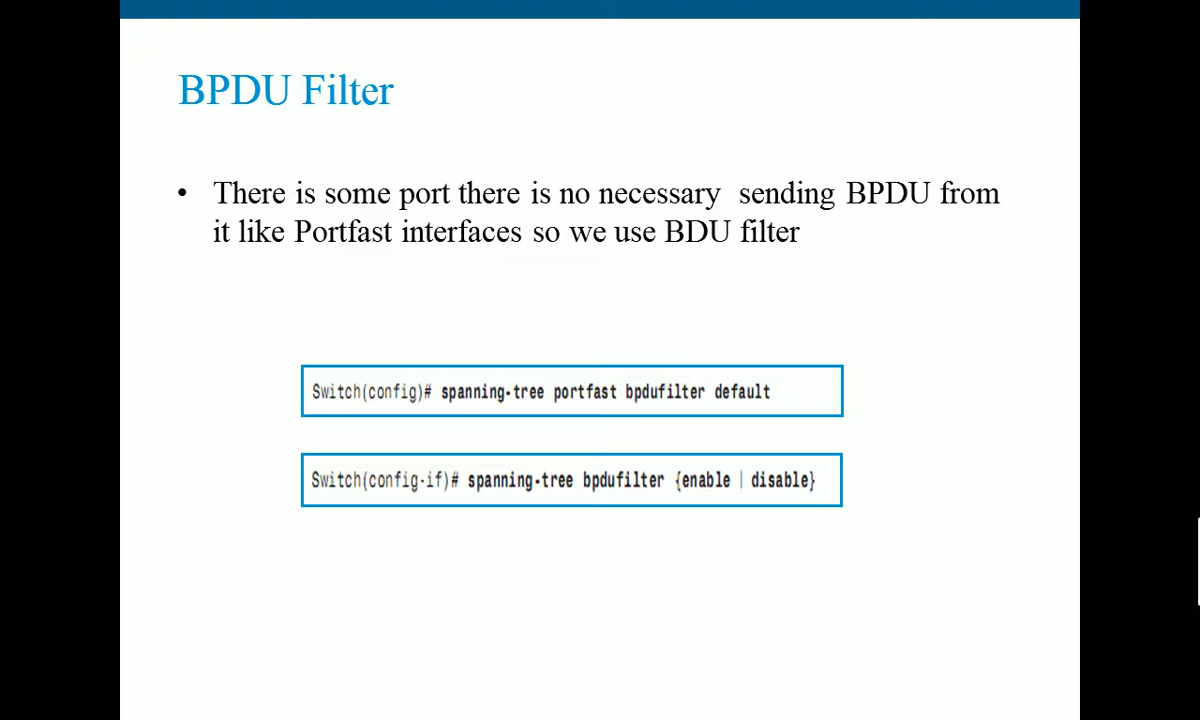 BPDU Filter
• There is some port there is no necessary sending BPDU from
it like Portfast interfaces so we use BDU filter
Switch(config)# spanning-tree portfast bpdufilter default
Switch(config-if)# spanning-tree bpdufilter {enable | disable}